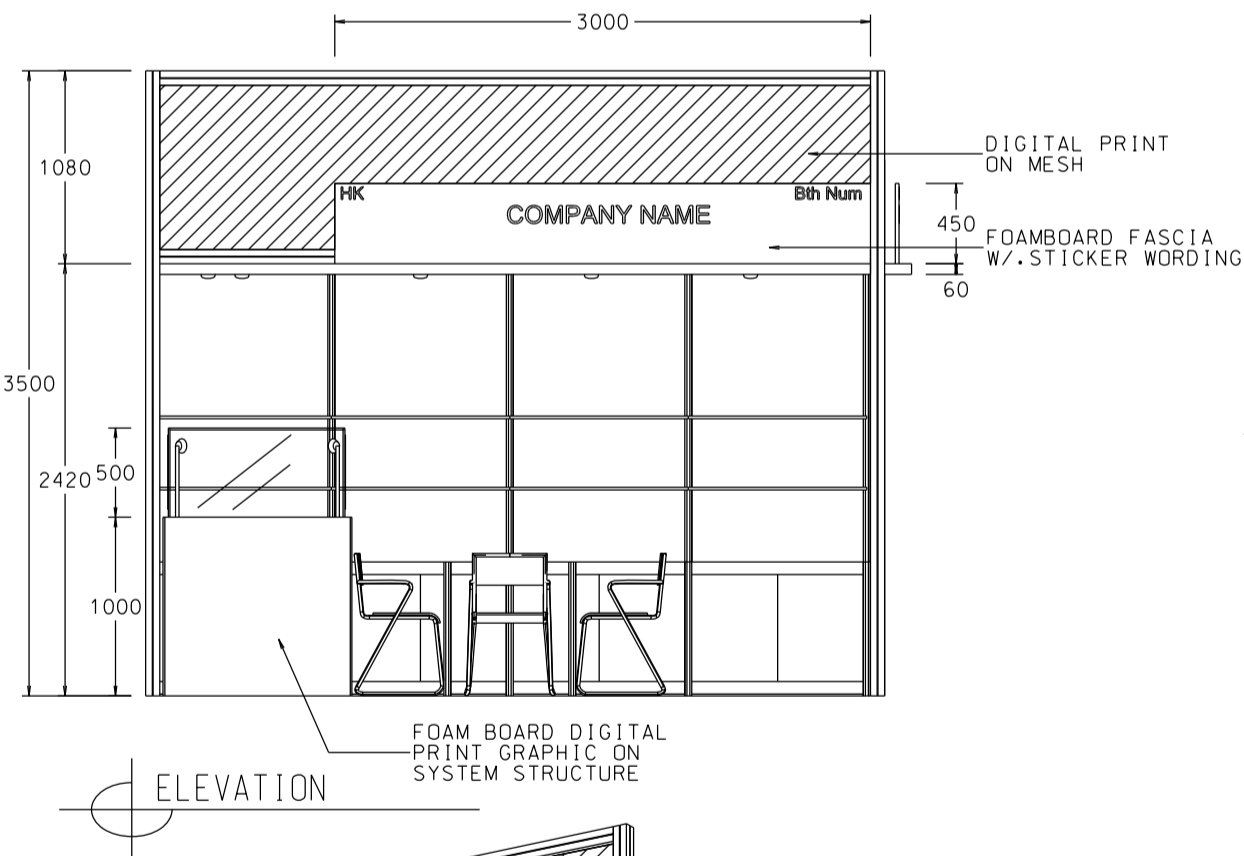 3000
1080
DIGITAL PRINT
ON MESH
HK
Bth Num
COMPANY NAME
450
FOAMBOARD FASCIA
W/.STICKER WORDING
60
3500
2420
500
1000
FOAM BOARD DIGITAL
PRINT GRAPHIC ON
SYSTEM STRUCTURE
ELEVATION